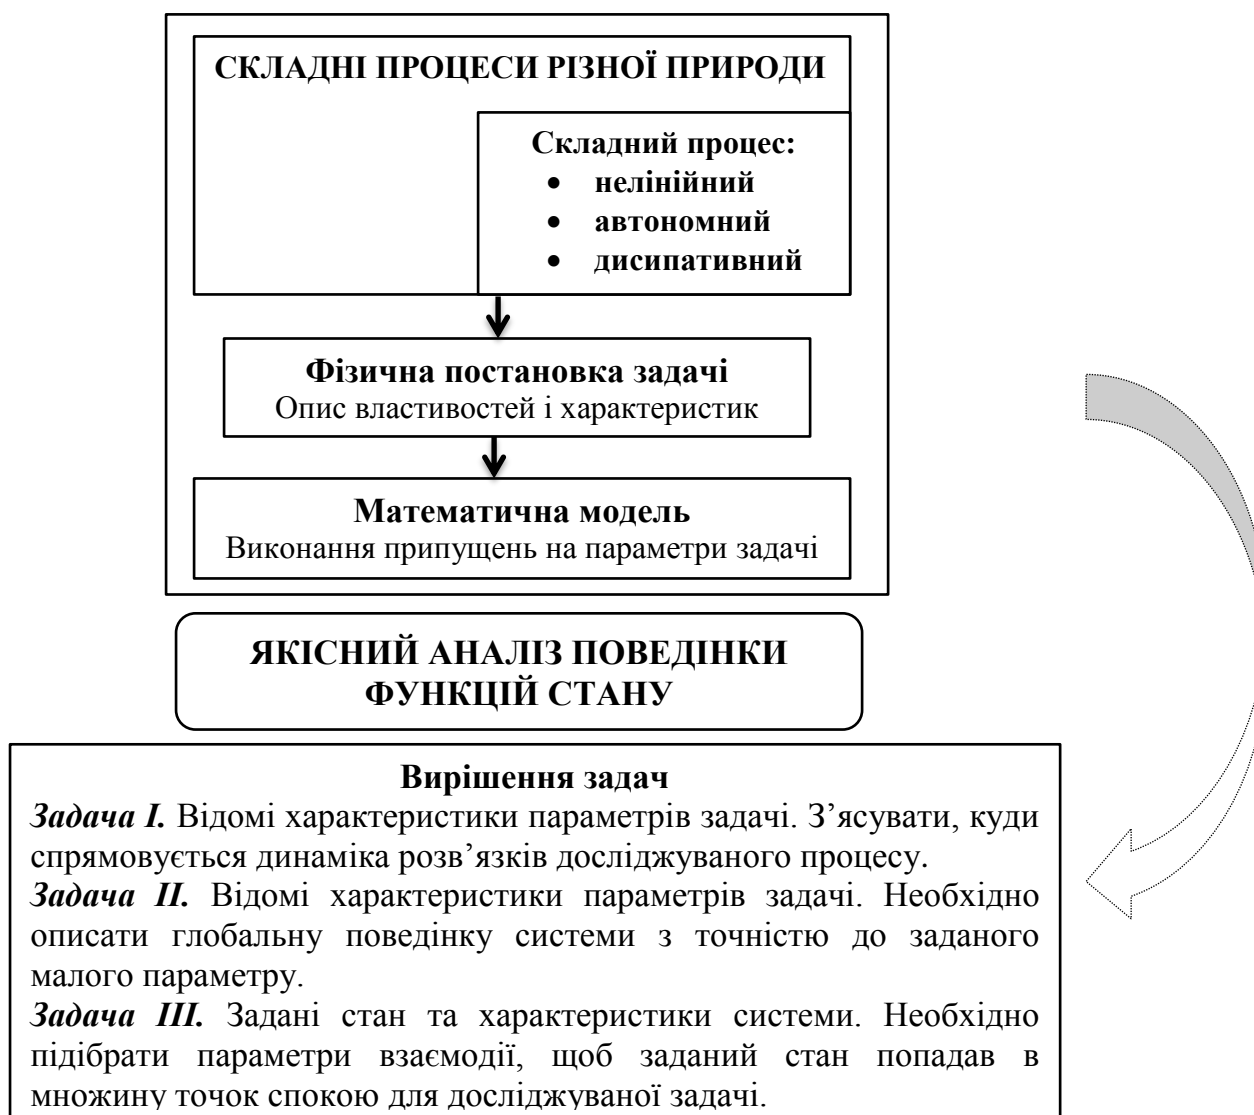 СКЛАДНІ ПРОЦЕСИ РІЗНОЇ ПРИРОДИ
Складний процес:
• нелінійний
• автономний
• дисипативний
Фізична постановка задачі
Опис властивостей і характеристик
Математична модель
Виконання припущень на параметри задачі
ЯКІСНИЙ АНАЛІЗ ПОВЕДІНКИ
ФУНКЦІЙ СТАНУ
Вирішення задач
Задача І. Відомі характеристики параметрів задачі. З’ясувати, куди
спрямовується динаміка розв’язків досліджуваного процесу.
Задача ІІ. Відомі характеристики параметрів задачі. Необхідно
описати глобальну поведінку системи з точністю до заданого
малого параметру.
Задача ІІІ. Задані стан та характеристики системи. Необхідно
підібрати параметри взаємодії, щоб заданий стан попадав в
множину точок спокою для досліджуваної задачі.